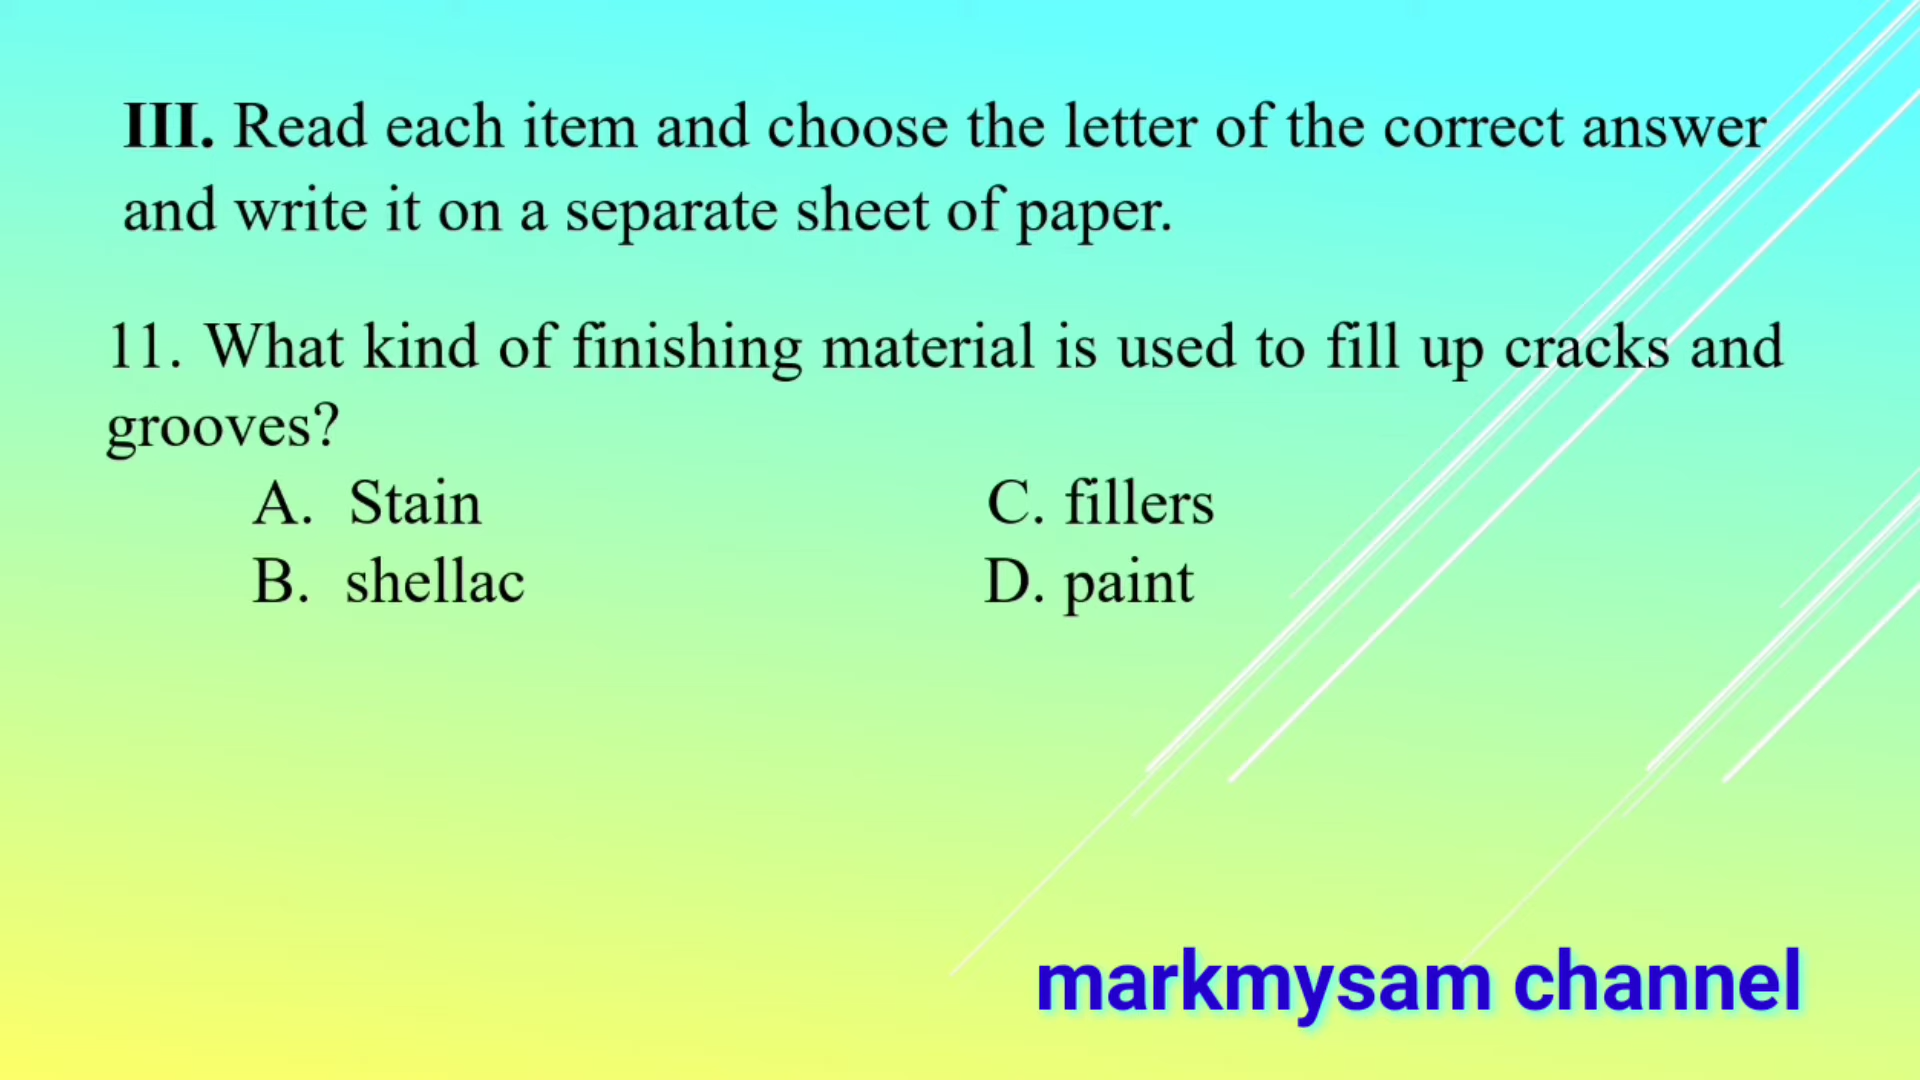 III. Read each item and choose the letter of the correct answer
and write it on a separate sheet of paper.
11. What kind of finishing material is used to fill up cracks and
grooves?
A. Stain
B. shellac
C. fillers
D. paint
markmysam channel